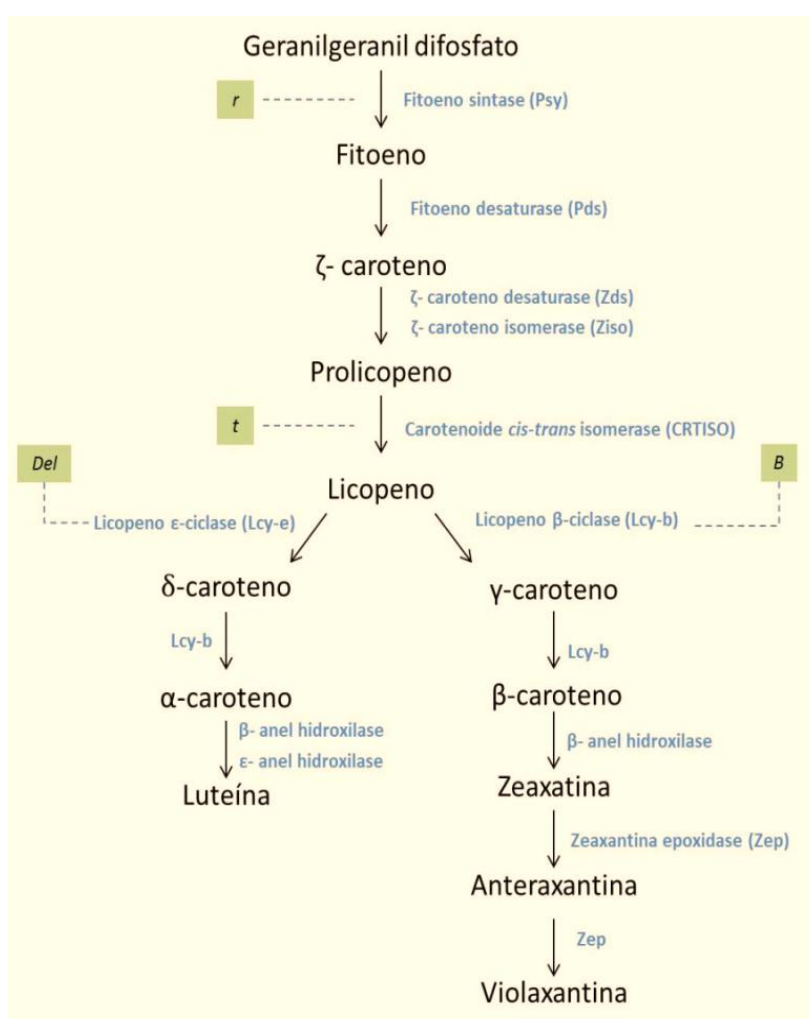 Geranilgeranil difosfato
r
Fitoeno sintase (Psy)
Fitoeno
Fitoeno desaturase (Pds)
ζ- caroteno
ζ- caroteno desaturase (Zds)
ζ- caroteno isomerase (Ziso)
Prolicopeno
t
Carotenoide cis-trans isomerase (CRTISO)
Del
B
Licopeno
Licopeno ε-ciclase (Lcy-e)
Licopeno β-ciclase (Lcy-b)
δ-caroteno
γ-caroteno
Lcy-b
Lcy-b
α-caroteno
β-caroteno
β- anel hidroxilase
ε- anel hidroxilase
β- anel hidroxilase
Luteína
Zeaxatina
Zeaxantina epoxidase (Zep)
Anteraxantina
Zep
Violaxantina